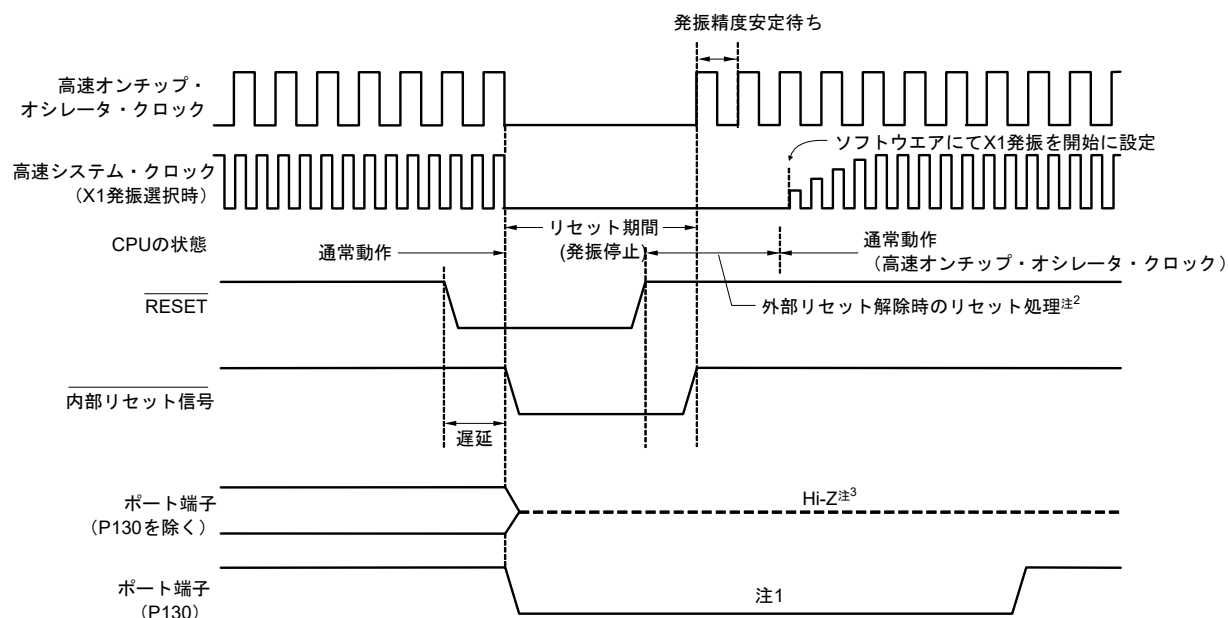 発振精度安定待ち
高速オンチップ・
オシレータ・クロック
ソフトウエアにてX1発振を開始に設定
高速システム・クロック
（X1発振選択時）
リセット期間
(発振停止)
CPUの状態
通常動作
通常動作
（高速オンチップ・オシレータ・クロック）
RESET
外部リセット解除時のリセット処理注2
内部リセット信号
遅延
ポート端子
（P130を除く）
Hi-Z注3
ポート端子
（P130）
注1